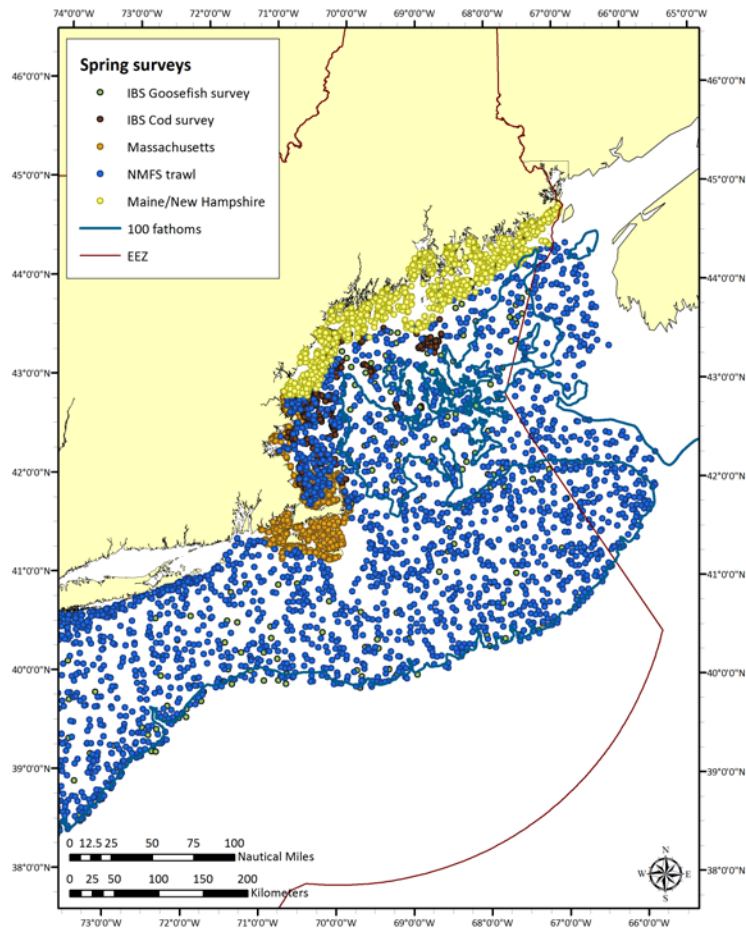 74°0'0"W 71°0'0"W 70°0'0"W 69°0'0"W 68°0'0"W 67°0'0"W 66°0'0"W 65°0'0"W
Spring surveys
IBS Goosefish survey
IBS Cod survey
Massachusetts
NMFS trawl
Maine/New Hampshire
100 fathoms
EEZ
46°0'0"N 46°0'0"N
45°0'0"N 45°0'0"N
44°0'0"N 44°0'0"N
43°0'0"N 43°0'0"N
42°0'0"N 42°0'0"N
41°0'0"N 41°0'0"N
40°0'0"N 40°0'0"N
39°0'0"N 39°0'0"N
38°0'0"N 38°0'0"N
0 12.5 25 50 75 100
Nautical Miles
0 25 50 100 150 200
Kilometers
N
W E
S
73°0'0"W 72°0'0"W 71°0'0"W 70°0'0"W 69°0'0"W 68°0'0"W 67°0'0"W 66°0'0"W